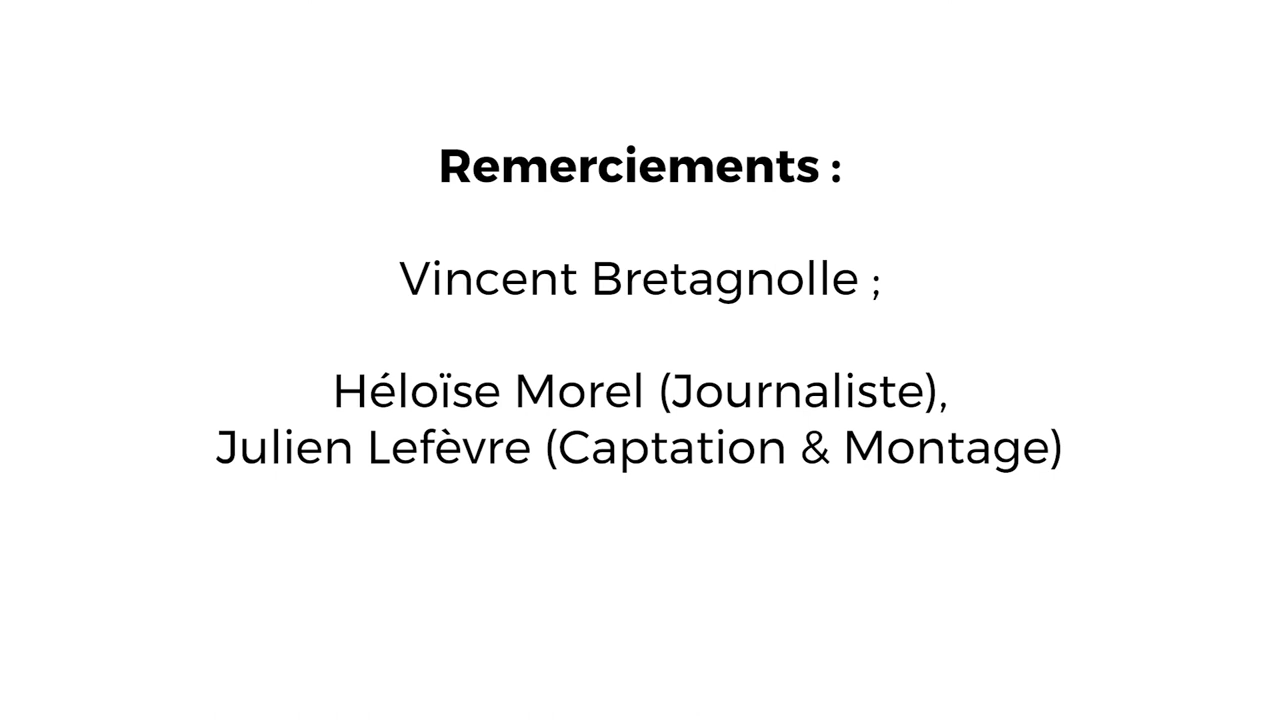 Remerciements :
Vincent Bretagnolle ;
Héloïse Morel (Journaliste),
Julien Lefèvre (Captation & Montage)